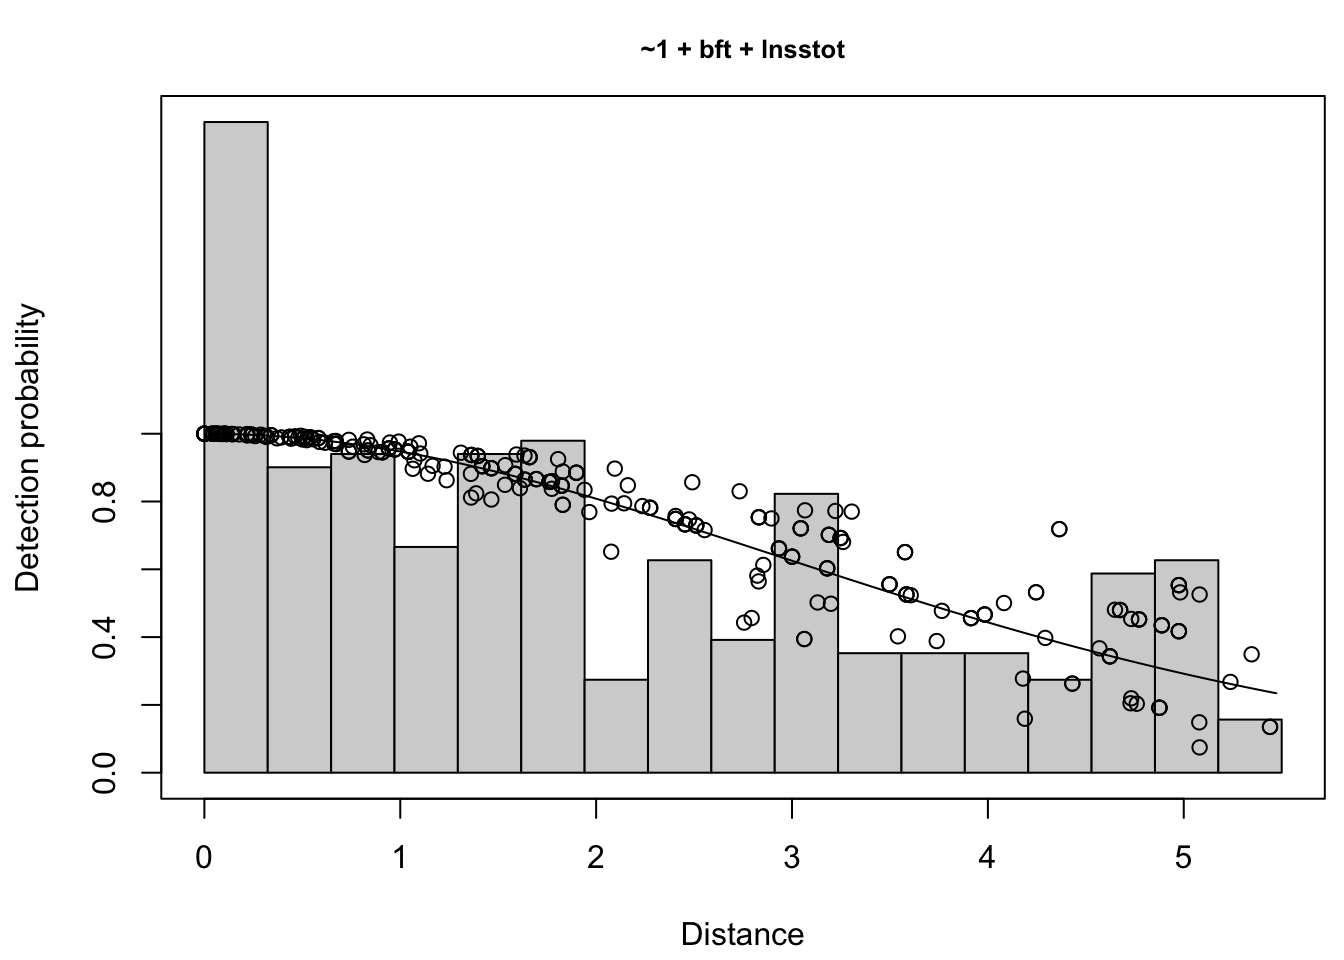 ~1 + bft + lnsstot
Detection probability
0.8
0.4
0.0
0 1 2 3 4 5
Distance